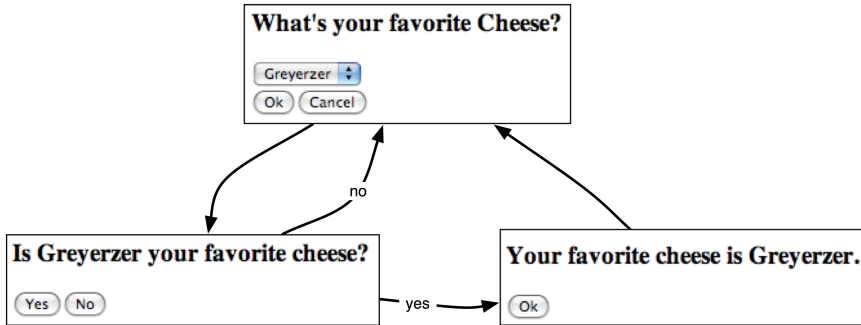 What's your favorite Cheese?
Greyerzer
Ok Cancel
no
Is Greyerzer your favorite cheese?
Yes No
yes
Your favorite cheese is Greyerzer.
Ok